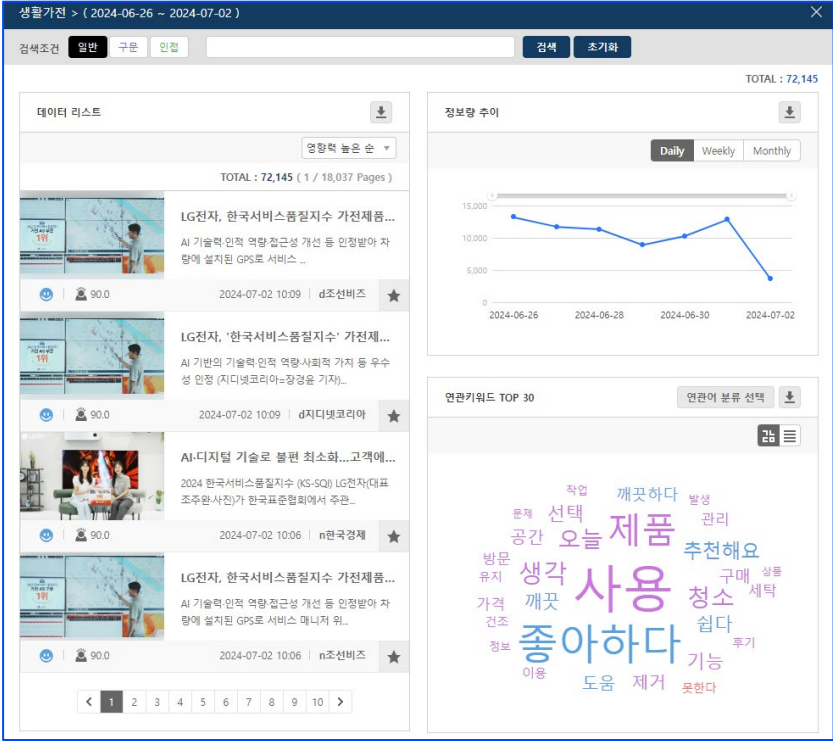 생활가전 > ( 2024-06-26 ~ 2024-07-02 )
검색조건 일반 구문 인접 검색 초기화
TOTAL : 72,145
데이터 리스트
영향력 높은 순
TOTAL : 72,145 ( 1 / 18,037 Pages )
1위
LG전자, 한국서비스품질지수 가전제품...
AI 기술력·인적 역량·접근성 개선 등 인정받아 차
량에 설치된 GPS로 서비스 ..
90.0 2024-07-02 10:09 d조선비즈
1위
LG전자, '한국서비스품질지수' 가전제...
AI 기반의 기술력·인적 역량·사회적 가치 등 우수
성 인정 (지디넷코리아=장경윤 기자)...
90.0 2024-07-02 10:09 d지디넷코리아
AI·디지털 기술로 불편 최소화...고객에...
2024 한국서비스품질지수 (KS-SQI) LG전자(대표
조주완·사진)가 한국표준협회에서 주관...
90.0 2024-07-02 10:06 n한국경제
1위
LG전자, 한국서비스품질지수 가전제품...
AI 기술력·인적 역량·접근성 개선 등 인정받아 차
량에 설치된 GPS로 서비스 매니저 위...
90.0 2024-07-02 10:06 n조선비즈
1 2 3 4 5 6 7 8 9 10
정보량 추이
Daily Weekly Monthly
15,000
10,000
5,000
0
2024-06-26 2024-06-28 2024-06-30 2024-07-02
연관키워드 TOP 30
연관어 분류 선택
작업 깨끗하다 발생
문제 선택 관리
공간 오늘 제품 추천해요
방문 생각 사용 구매 상품
유지 세탁
가격 깨끗 청소
건조 좋아하다 쉽다
정보 후기
이용 기능
도움 제거 못한다